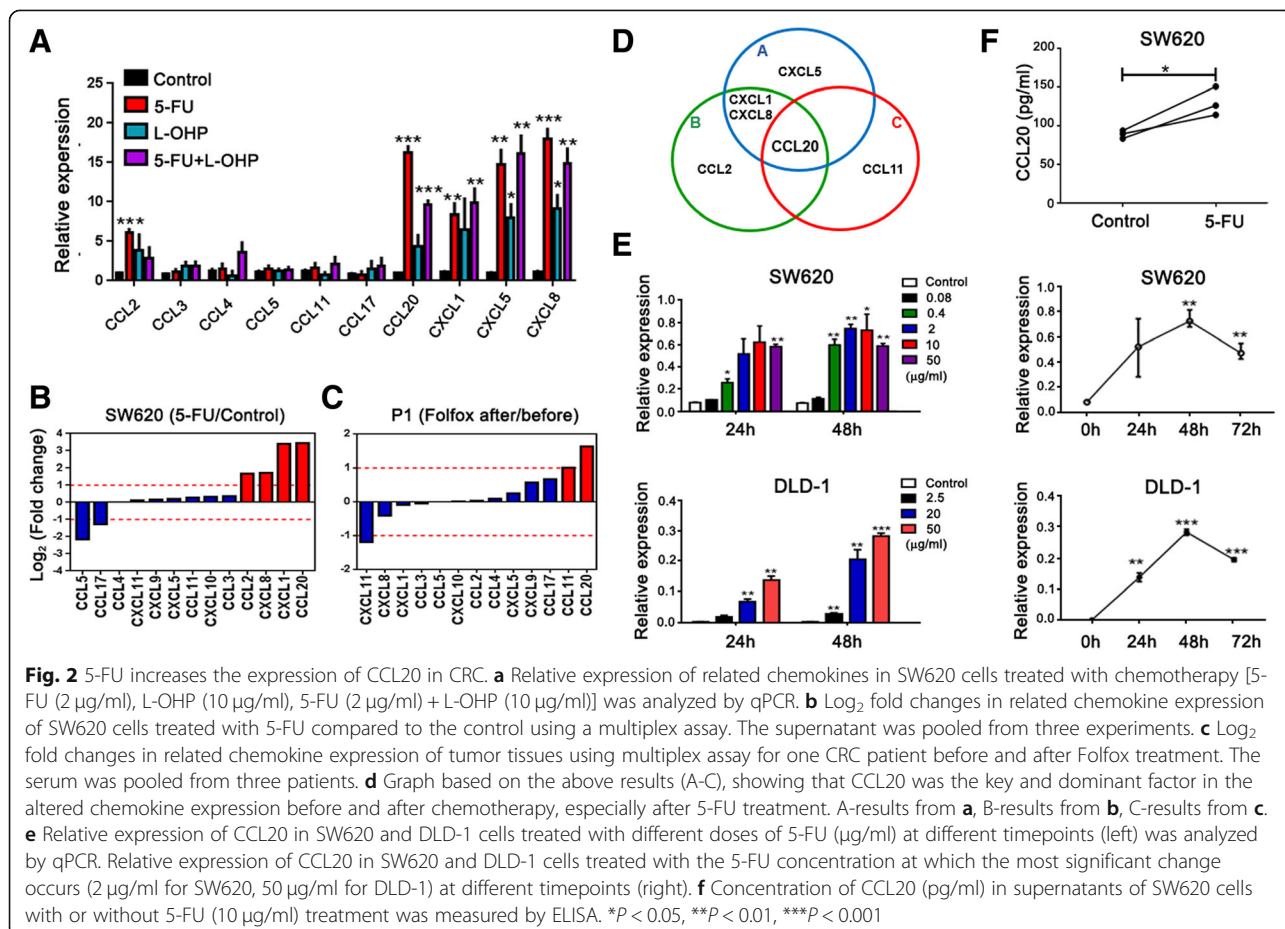 A
Relative experssion
25
20
15
10
5
0
Control
5-FU
L-OHP
5-FU+L-OHP
***
***
***
**
**
**
*
**
***
*
**
CCL2
CCL3
CCL4
CCL5
CCL11
CCL17
CCL20
CXCL1
CXCL5
CXCL8
B
SW620 (5-FU/Control)
Log2 (Fold change)
4
3
2
1
0
-1
-2
-3
-4
CCL5
CCL17
CCL4
CXCL11
CXCL9
CXCL5
CCL11
CXCL10
CCL3
CCL2
CXCL8
CXCL1
CCL20
C
P1 (Folfox after/before)
2
1
0
-1
-2
CXCL11
CXCL8
CXCL1
CCL3
CCL5
CXCL10
CCL2
CCL4
CXCL5
CXCL9
CCL17
CCL11
CCL20
D
A
CXCL5
CXCL1
CXCL8
B
C
CCL20
CCL2
CCL11
E
SW620
Relative expression
1.0
0.8
0.6
0.4
0.2
0.0
Control
0.08
0.4
2
10
50
(μg/ml)
*
**
**
**
*
**
24h
48h
DLD-1
Relative expression
0.4
0.3
0.2
0.1
0.0
Control
2.5
20
50
(μg/ml)
**
**
**
**
***
24h
48h
F
SW620
CCL20 (pg/ml)
200
150
100
50
0
*
Control
5-FU
SW620
Relative expression
1.0
0.8
0.6
0.4
0.2
0.0
**
**
0h
24h
48h
72h
DLD-1
Relative expression
0.4
0.3
0.2
0.1
0.0
**
***
***
0h
24h
48h
72h
Fig. 2 5-FU increases the expression of CCL20 in CRC. a Relative expression of related chemokines in SW620 cells treated with chemotherapy [5-
FU (2 μg/ml), L-OHP (10 μg/ml), 5-FU (2 μg/ml) + L-OHP (10 μg/ml)] was analyzed by qPCR. b Log2 fold changes in related chemokine expression
of SW620 cells treated with 5-FU compared to the control using a multiplex assay. The supernatant was pooled from three experiments. c Log2
fold changes in related chemokine expression of tumor tissues using multiplex assay for one CRC patient before and after Folfox treatment. The
serum was pooled from three patients. d Graph based on the above results (A-C), showing that CCL20 was the key and dominant factor in the
altered chemokine expression before and after chemotherapy, especially after 5-FU treatment. A-results from a, B-results from b, C-results from c.
e Relative expression of CCL20 in SW620 and DLD-1 cells treated with different doses of 5-FU (μg/ml) at different timepoints (left) was analyzed
by qPCR. Relative expression of CCL20 in SW620 and DLD-1 cells treated with the 5-FU concentration at which the most significant change
occurs (2 μg/ml for SW620, 50 μg/ml for DLD-1) at different timepoints (right). f Concentration of CCL20 (pg/ml) in supernatants of SW620 cells
with or without 5-FU (10 μg/ml) treatment was measured by ELISA. *P < 0.05, **P < 0.01, ***P < 0.001